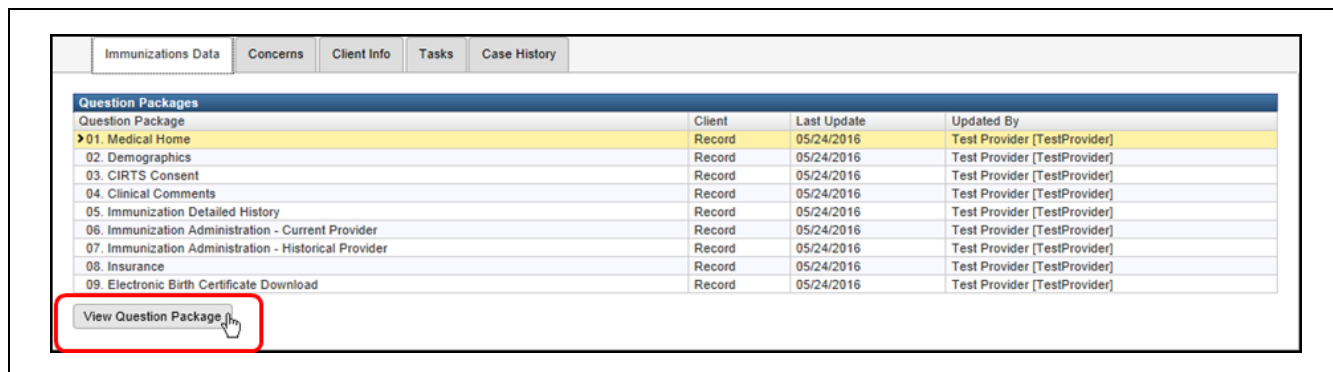 Immunizations Data Concerns Client Info Tasks Case History
Question Packages
Question Package Client Last Update Updated By
01. Medical Home Record 05/24/2016 Test Provider [TestProvider]
02. Demographics Record 05/24/2016 Test Provider [TestProvider]
03. CIRTS Consent Record 05/24/2016 Test Provider [TestProvider]
04. Clinical Comments Record 05/24/2016 Test Provider [TestProvider]
05. Immunization Detailed History Record 05/24/2016 Test Provider [TestProvider]
06. Immunization Administration - Current Provider Record 05/24/2016 Test Provider [TestProvider]
07. Immunization Administration - Historical Provider Record 05/24/2016 Test Provider [TestProvider]
08. Insurance Record 05/24/2016 Test Provider [TestProvider]
09. Electronic Birth Certificate Download Record 05/24/2016 Test Provider [TestProvider]
View Question Package